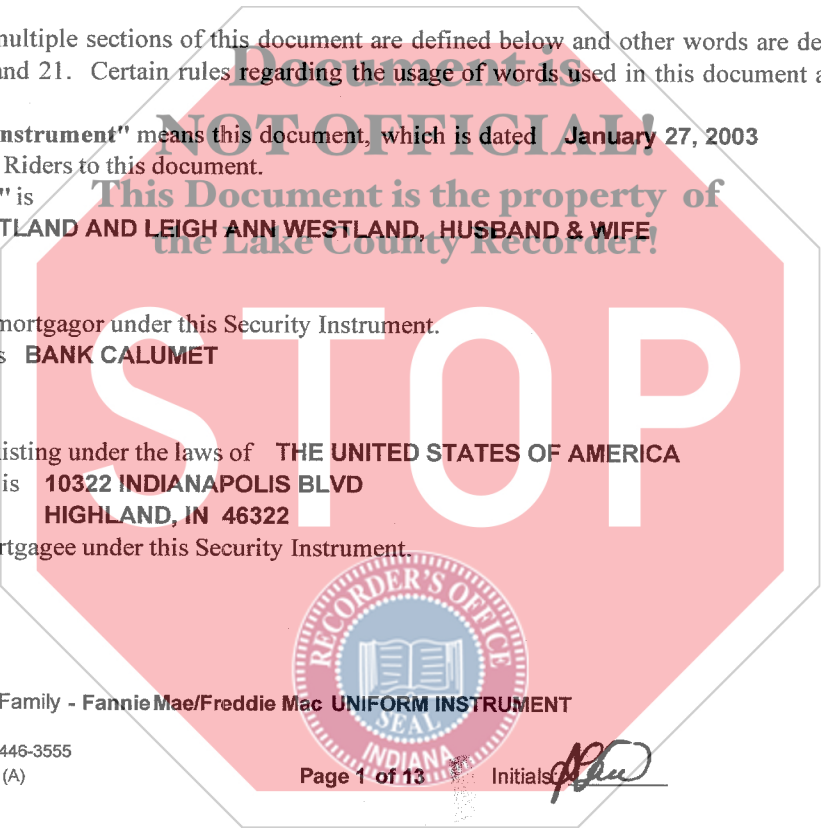 multiple sections of this document are defined below and other words are de
and 21. Certain rules regarding the usage of words used in this document a
Document is
NOT OFFICIAL!
This Document is the property of
the Lake County Recorder!
nstrument" means this document, which is dated January 27, 2003
Riders to this document.
" is
TLAND AND LEIGH ANN WESTLAND, HUSBAND & WIFE
mortgagor under this Security Instrument.
s BANK CALUMET
STOP
isting under the laws of THE UNITED STATES OF AMERICA
is 10322 INDIANAPOLIS BLVD
HIGHLAND, IN 46322
rtgagee under this Security Instrument.
RECORDER'S OFFICE
SEAL
INDIANA
Family - Fannie Mae/Freddie Mac UNIFORM INSTRUMENT
446-3555
(A)
Page 1 of 13
Initials: